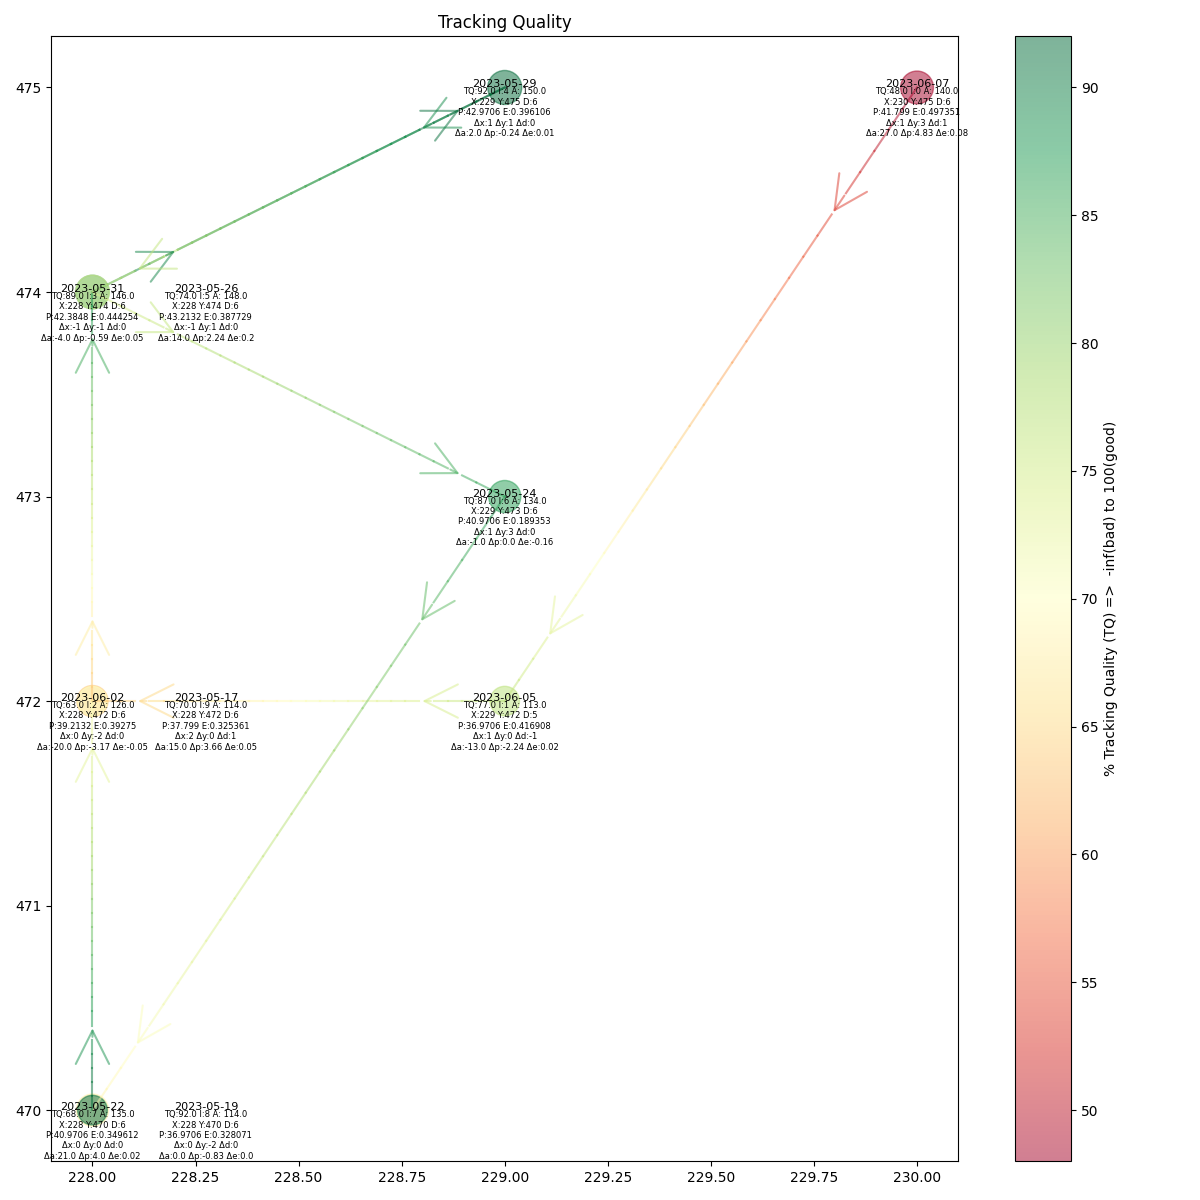 Tracking Quality
475
474
473
472
471
470
2023-05-29
TQ:92.0 I:4 A: 150.0
X:229 Y:475 D:6
P:42.9706 E:0.396106
Δx:1 Δy:1 Δd:0
Δa:2.0 Δp:-0.24 Δe:0.01
2023-06-07
TQ:48.0 I:0 A: 140.0
X:230 Y:475 D:6
P:41.799 E:0.497351
Δx:1 Δy:3 Δd:1
Δa:27.0 Δp:4.83 Δe:0.08
2023-05-31
TQ:89.0 I:3 A: 146.0
X:228 Y:474 D:6
P:42.3848 E:0.444254
Δx:-1 Δy:-1 Δd:0
Δa:-4.0 Δp:-0.59 Δe:0.05
2023-05-26
TQ:74.0 I:5 A: 148.0
X:228 Y:474 D:6
P:43.2132 E:0.387729
Δx:-1 Δy:1 Δd:0
Δa:14.0 Δp:2.24 Δe:0.2
2023-05-24
TQ:87.0 I:6 A: 134.0
X:229 Y:473 D:6
P:40.9706 E:0.189353
Δx:1 Δy:3 Δd:0
Δa:-1.0 Δp:0.0 Δe:-0.16
2023-06-02
TQ:63.0 I:2 A: 126.0
X:228 Y:472 D:6
P:39.2132 E:0.39275
Δx:0 Δy:-2 Δd:0
Δa:-20.0 Δp:-3.17 Δe:-0.05
2023-05-17
TQ:70.0 I:9 A: 114.0
X:228 Y:472 D:6
P:37.799 E:0.325361
Δx:2 Δy:0 Δd:1
Δa:15.0 Δp:3.66 Δe:0.05
2023-06-05
TQ:77.0 I:1 A: 113.0
X:229 Y:472 D:5
P:36.9706 E:0.416908
Δx:1 Δy:0 Δd:-1
Δa:-13.0 Δp:-2.24 Δe:0.02
2023-05-22
TQ:68.0 I:7 A: 135.0
X:228 Y:470 D:6
P:40.9706 E:0.349612
Δx:0 Δy:0 Δd:0
Δa:21.0 Δp:4.0 Δe:0.02
2023-05-19
TQ:92.0 I:8 A: 114.0
X:228 Y:470 D:6
P:36.9706 E:0.328071
Δx:0 Δy:-2 Δd:0
Δa:0.0 Δp:-0.83 Δe:0.0
228.00 228.25 228.50 228.75 229.00 229.25 229.50 229.75 230.00
90
85
80
75
70
65
60
55
50
% Tracking Quality (TQ) => -inf(bad) to 100(good)